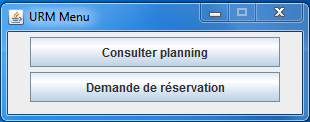 URM Menu
Consulter planning
Demande de réservation